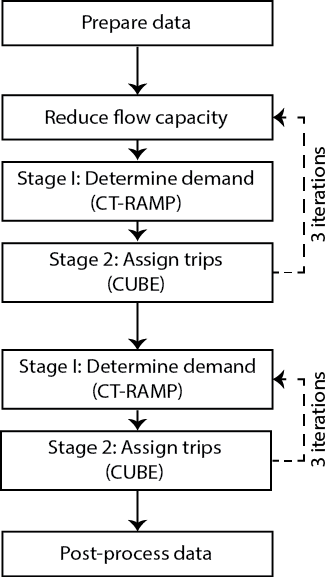 Prepare data
Reduce flow capacity
Stage I: Determine demand
(CT-RAMP)
Stage 2: Assign trips
(CUBE)
3 iterations
Stage I: Determine demand
(CT-RAMP)
Stage 2: Assign trips
(CUBE)
3 iterations
Post-process data